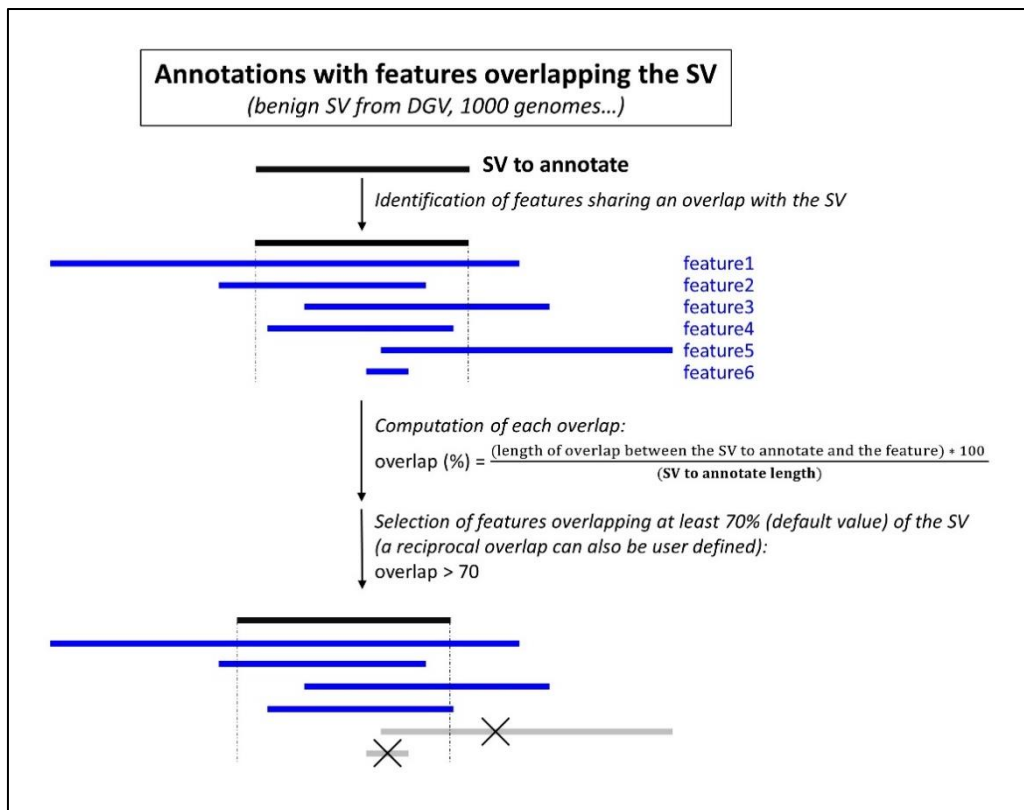 Annotations with features overlapping the SV
(benign SV from DGV, 1000 genomes…)
SV to annotate
Identification of features sharing an overlap with the SV
feature1
feature2
feature3
feature4
feature5
feature6
Computation of each overlap:
overlap (%) = (length of overlap between the SV to annotate and the feature) * 100
(SV to annotate length)
Selection of features overlapping at least 70% (default value) of the SV
(a reciprocal overlap can also be user defined):
overlap > 70